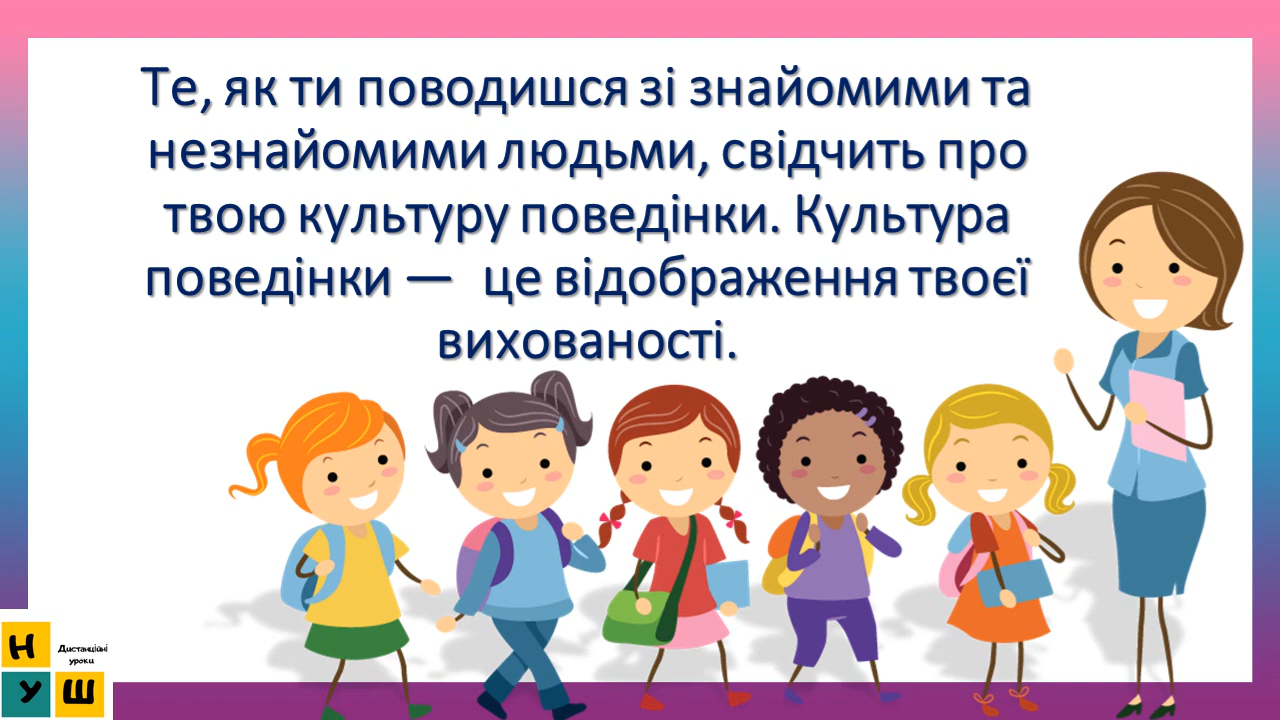 Те, як ти поводишся зі знайомими та
незнайомими людьми, свідчить про
твою культуру поведінки. Культура
поведінки — це відображення твоєї
вихованості.
Н
Дистанційні
уроки
У Ш